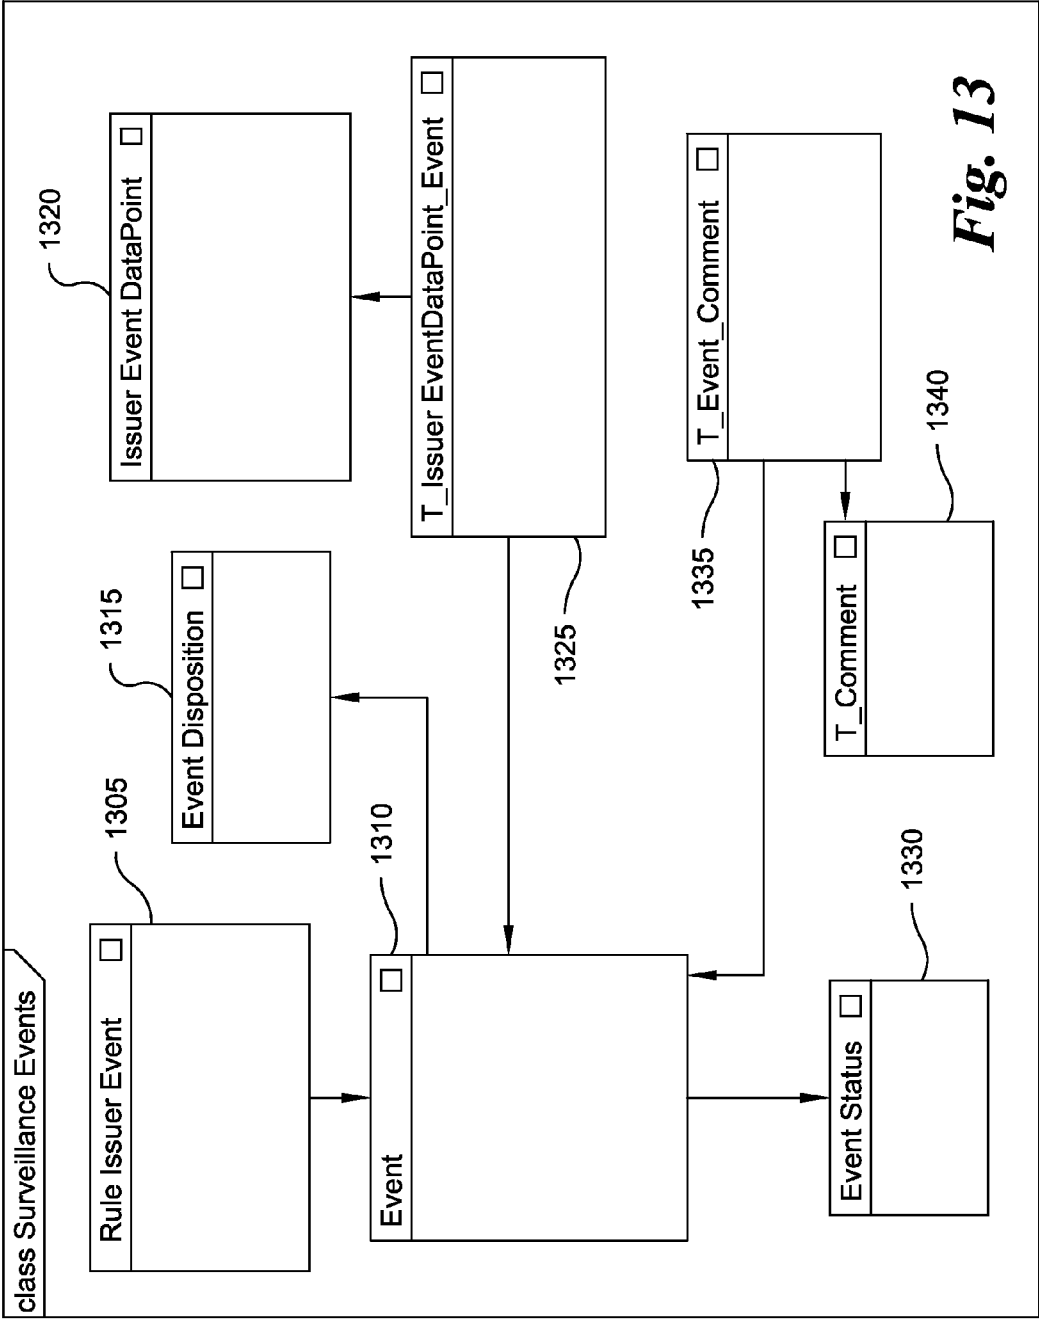 class Surveillance Events
Rule Issuer Event
1305
Event Disposition
1315
Issuer Event DataPoint
1320
Event
1310
T_Issuer EventDataPoint_Event
1325
Event Status
1330
T_Event_Comment
1335
T_Comment
1340
Fig. 13